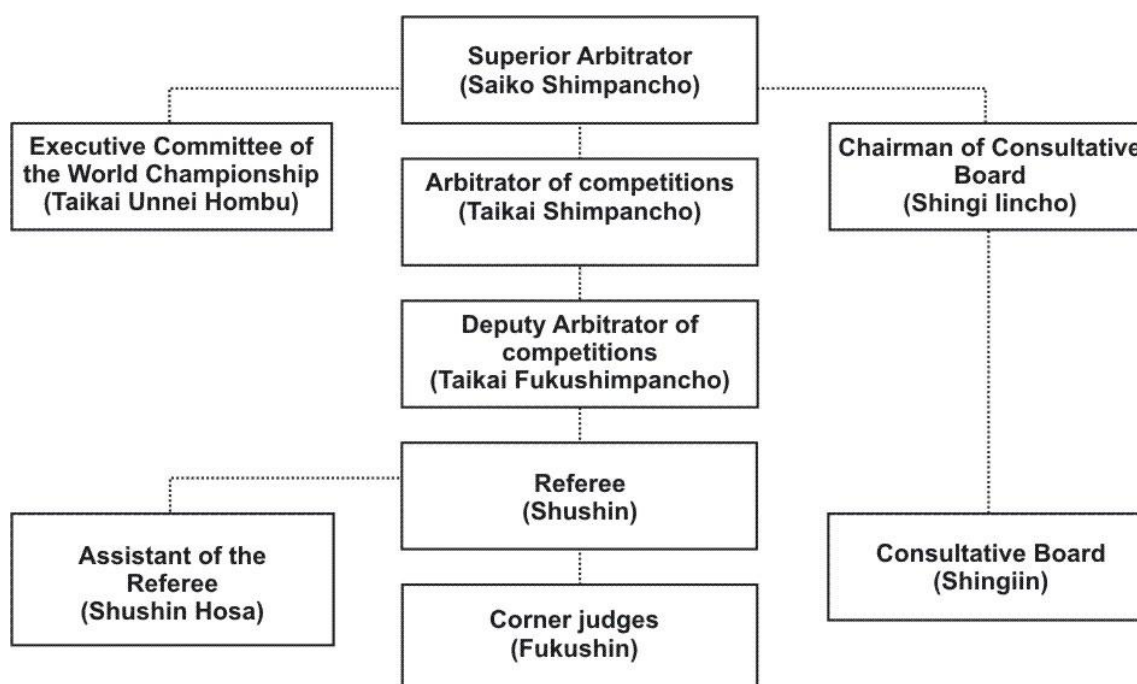 Superior Arbitrator
(Saiko Shimpancho)
Executive Committee of
the World Championship
(Taikai Unnei Hombu)
Arbitrator of competitions
(Taikai Shimpancho)
Chairman of Consultative
Board
(Shingi Iincho)
Deputy Arbitrator of
competitions
(Taikai Fukushimpancho)
Referee
(Shushin)
Assistant of the
Referee
(Shushin Hosa)
Consultative Board
(Shingiin)
Corner judges
(Fukushin)